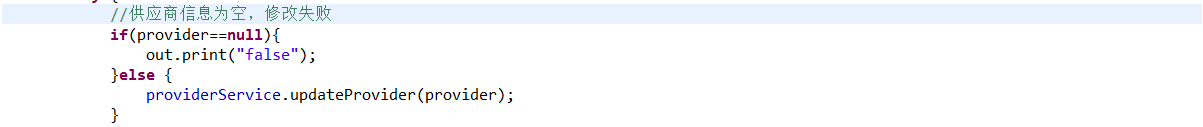 y {
//供应商信息为空，修改失败
if(provider==null){
out.print("false");
}else {
providerService.updateProvider(provider);
}